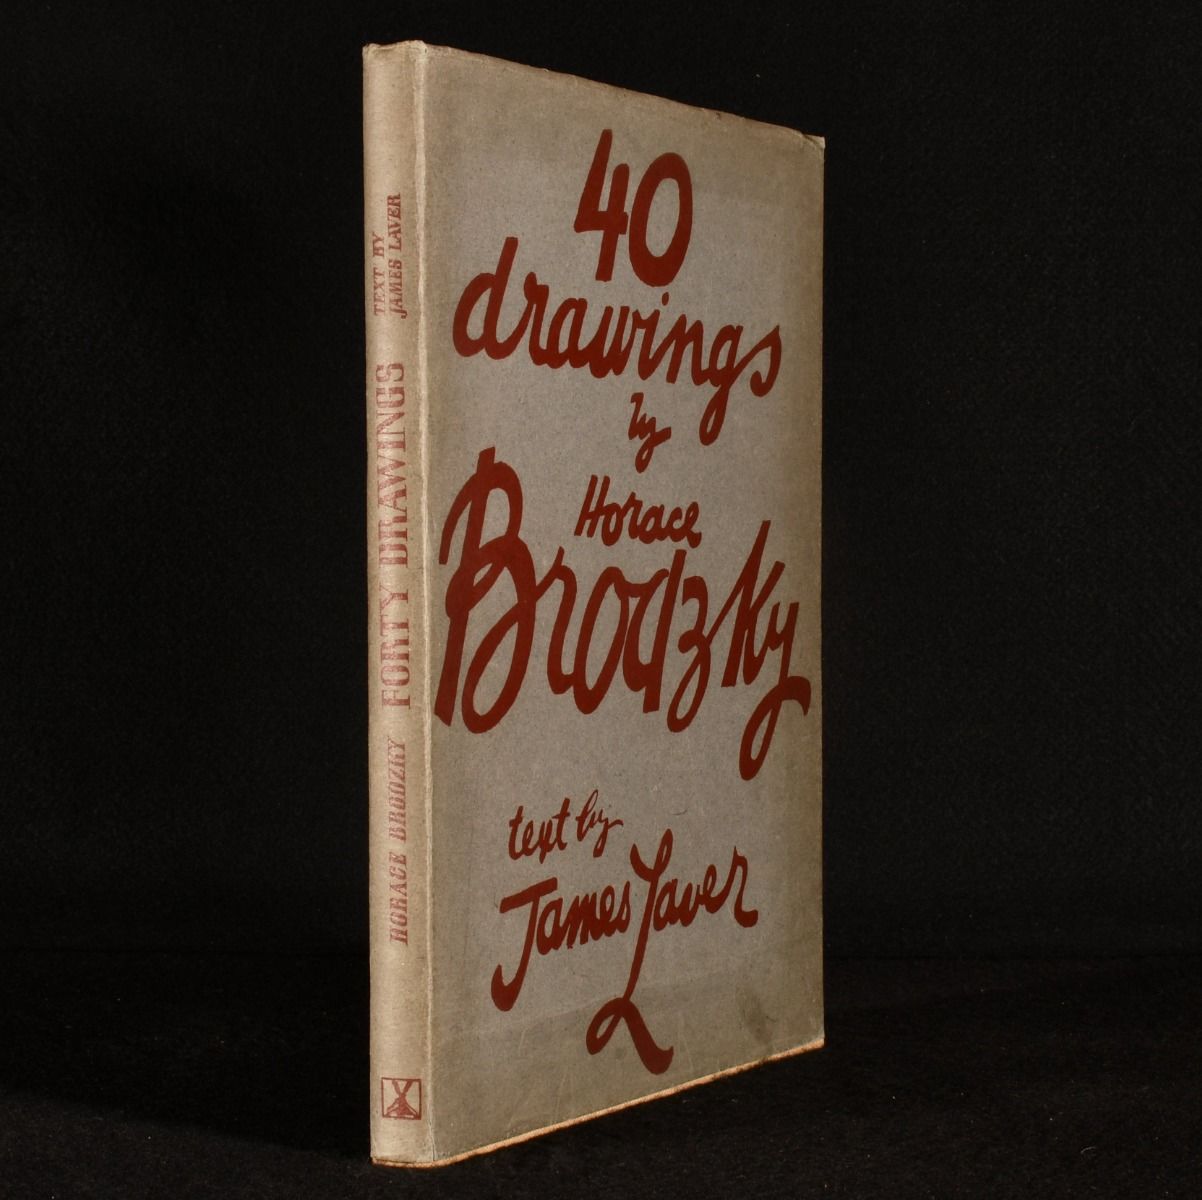 40
drawings
by
Horace
Brodzky
text by
James Laver
HORACE BRODZKY FORTY DRAWINGS TEXT BY
JAMES LAVER